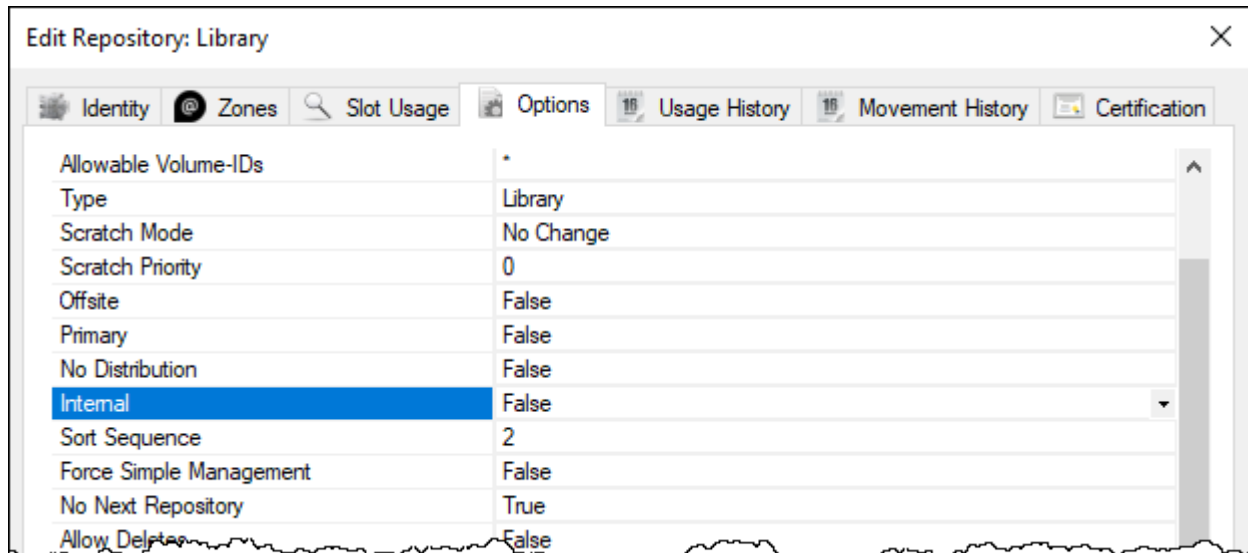 Edit Repository: Library
Identity Zones Slot Usage Options Usage History Movement History Certification
Allowable Volume-IDs *
Type Library
Scratch Mode No Change
Scratch Priority 0
Offsite False
Primary False
No Distribution False
Internal False
Sort Sequence 2
Force Simple Management False
No Next Repository True
Allow Deletes False